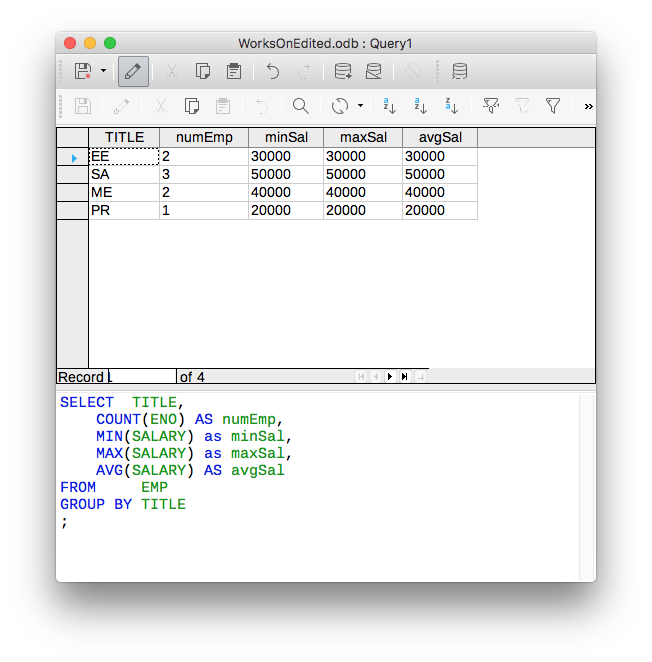 WorksOnEdited.odb : Query1
a z a z z a
»
TITLE numEmp minSal maxSal avgSal
EE 2 30000 30000 30000
SA 3 50000 50000 50000
ME 2 40000 40000 40000
PR 1 20000 20000 20000
Record 1 of 4
SELECT  TITLE,
    COUNT(ENO) AS numEmp,
    MIN(SALARY) as minSal,
    MAX(SALARY) as maxSal,
    AVG(SALARY) AS avgSal
FROM     EMP
GROUP BY TITLE
;